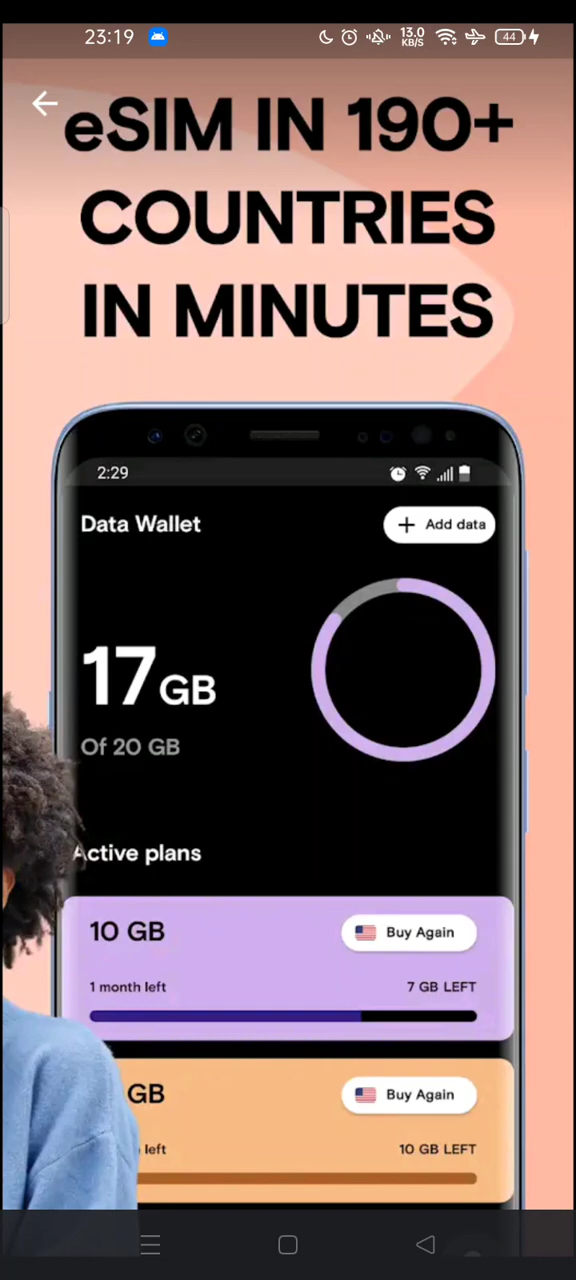 23:19
13.0
KB/S
44
eSIM IN 190+
COUNTRIES
IN MINUTES
2:29
Data Wallet
+ Add data
17 GB
Of 20 GB
Active plans
10 GB
Buy Again
1 month left
7 GB LEFT
GB
Buy Again
left
10 GB LEFT